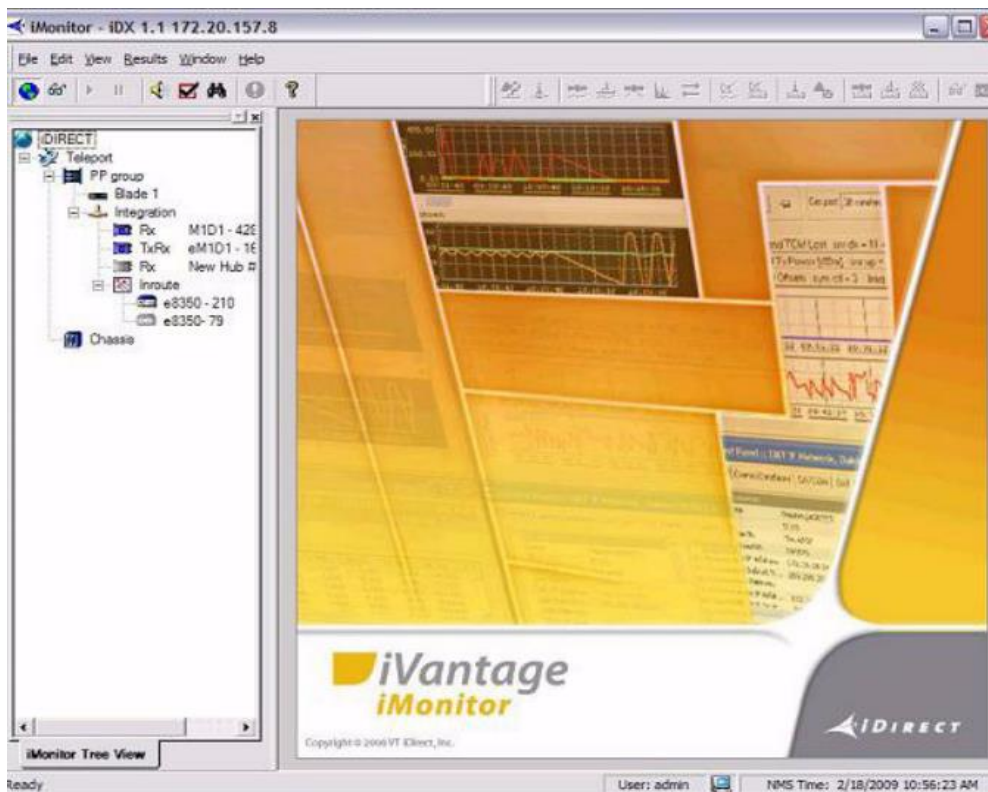 iMonitor - iDX 1.1 172.20.157.8
File Edit View Results Window Help
iDIRECT
Teleport
PP group
Blade 1
Integration
Rx M1D1 - 428
TxRx eM1D1 - 16
Rx New Hub #
Inroute
e8350 - 210
e8350- 79
Chassis
iMonitor Tree View
iVantage
iMonitor
iDIRECT
Copyright © 2006 VT iDirect, Inc.
Ready
User: admin
NMS Time: 2/18/2009 10:56:23 AM